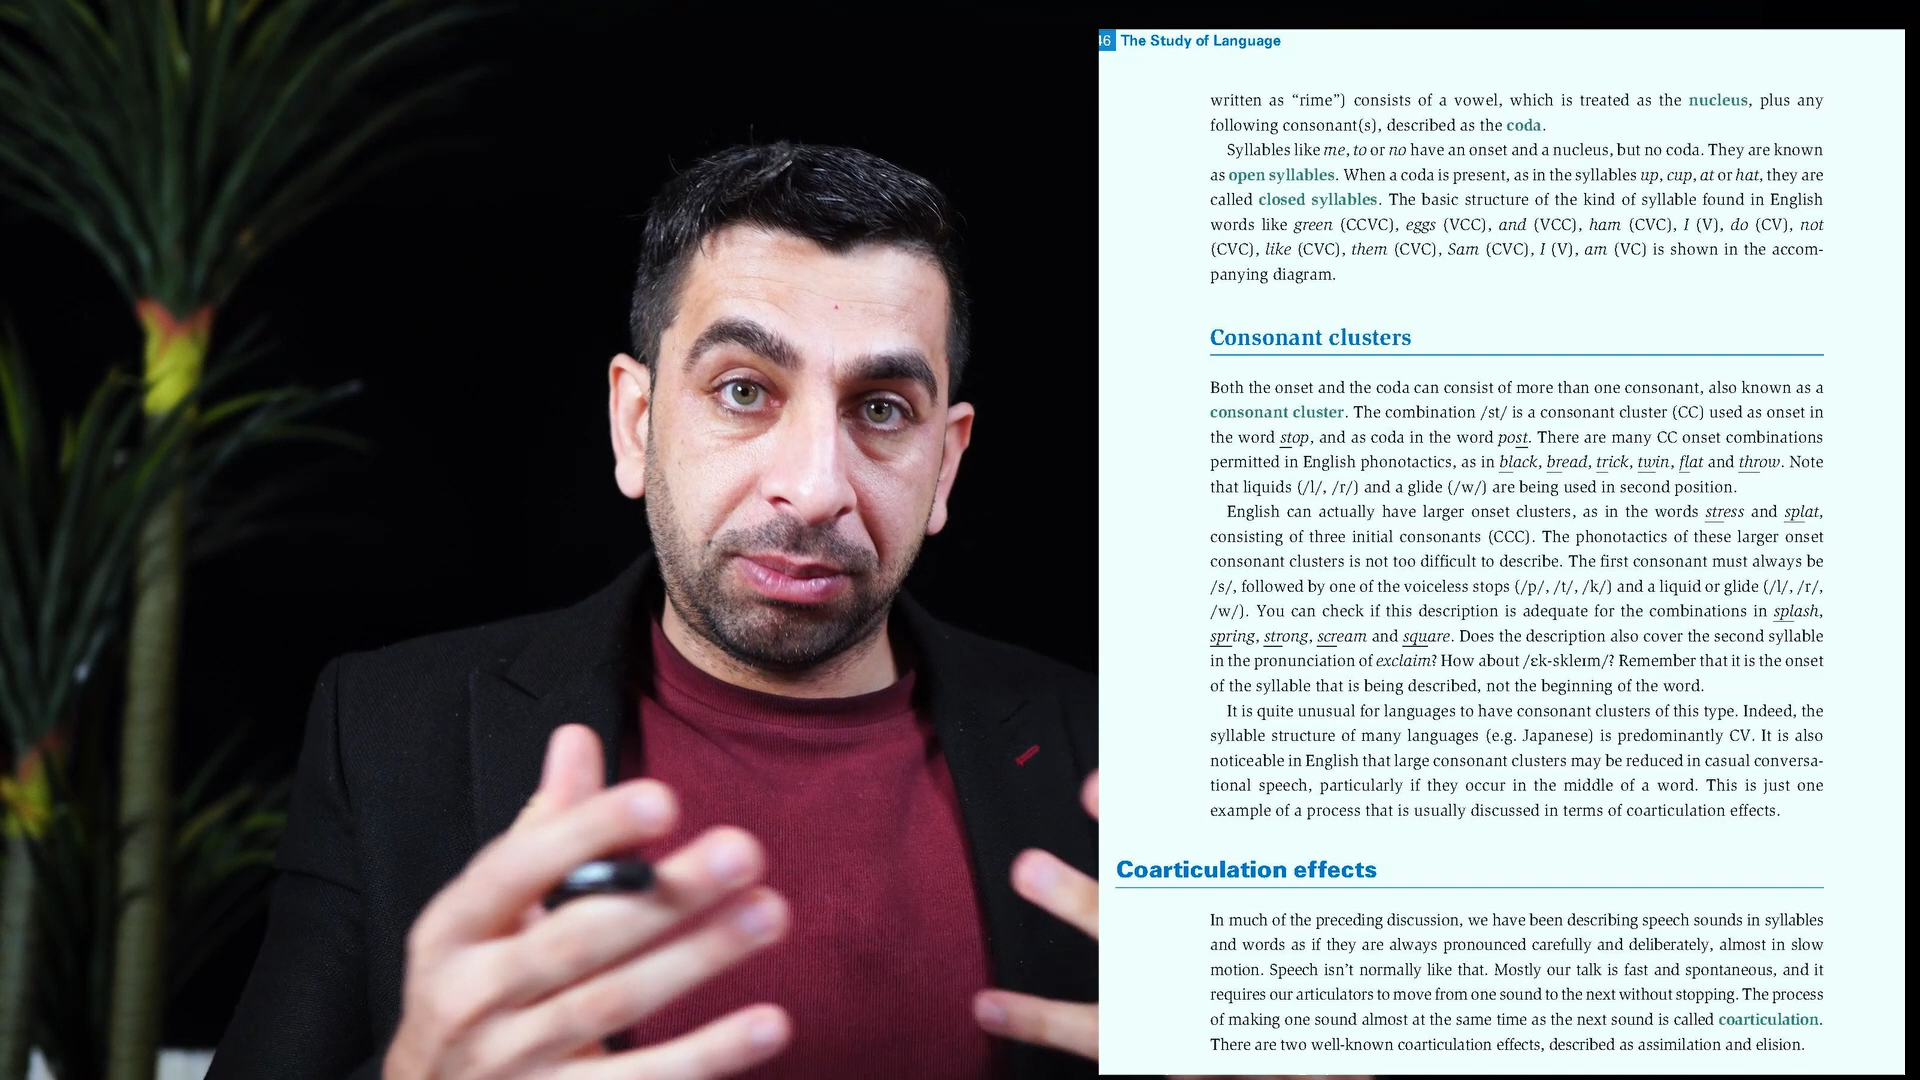 46 The Study of Language
written as “rime”) consists of a vowel, which is treated as the nucleus, plus any
following consonant(s), described as the coda.
Syllables like me, to or no have an onset and a nucleus, but no coda. They are known
as open syllables. When a coda is present, as in the syllables up, cup, at or hat, they are
called closed syllables. The basic structure of the kind of syllable found in English
words like green (CCVC), eggs (VCC), and (VCC), ham (CVC), I (V), do (CV), not
(CVC), like (CVC), them (CVC), Sam (CVC), I (V), am (VC) is shown in the accom-
panying diagram.
Consonant clusters
Both the onset and the coda can consist of more than one consonant, also known as a
consonant cluster. The combination /st/ is a consonant cluster (CC) used as onset in
the word stop, and as coda in the word post. There are many CC onset combinations
permitted in English phonotactics, as in black, bread, trick, twin, flat and throw. Note
that liquids (/l/, /r/) and a glide (/w/) are being used in second position.
English can actually have larger onset clusters, as in the words stress and splat,
consisting of three initial consonants (CCC). The phonotactics of these larger onset
consonant clusters is not too difficult to describe. The first consonant must always be
/s/, followed by one of the voiceless stops (/p/, /t/, /k/) and a liquid or glide (/l/, /r/,
/w/). You can check if this description is adequate for the combinations in splash,
spring, strong, scream and square. Does the description also cover the second syllable
in the pronunciation of exclaim? How about /ɛk-skleɪm/? Remember that it is the onset
of the syllable that is being described, not the beginning of the word.
It is quite unusual for languages to have consonant clusters of this type. Indeed, the
syllable structure of many languages (e.g. Japanese) is predominantly CV. It is also
noticeable in English that large consonant clusters may be reduced in casual conversa-
tional speech, particularly if they occur in the middle of a word. This is just one
example of a process that is usually discussed in terms of coarticulation effects.
Coarticulation effects
In much of the preceding discussion, we have been describing speech sounds in syllables
and words as if they are always pronounced carefully and deliberately, almost in slow
motion. Speech isn’t normally like that. Mostly our talk is fast and spontaneous, and it
requires our articulators to move from one sound to the next without stopping. The process
of making one sound almost at the same time as the next sound is called coarticulation.
There are two well-known coarticulation effects, described as assimilation and elision.